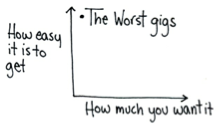 • The Worst gigs
How easy
it is to
get
How much you want it